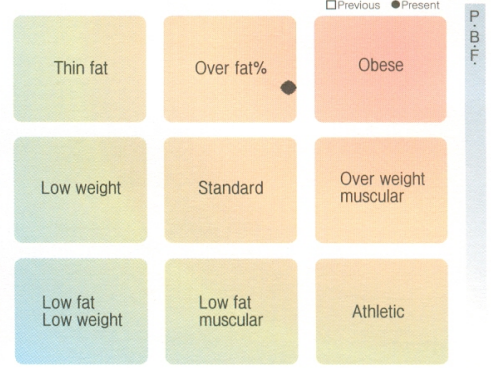 □Previous ●Present
P.B.F.
Thin fat
Over fat%
Obese
Low weight
Standard
Over weight
muscular
Low fat
Low weight
Low fat
muscular
Athletic